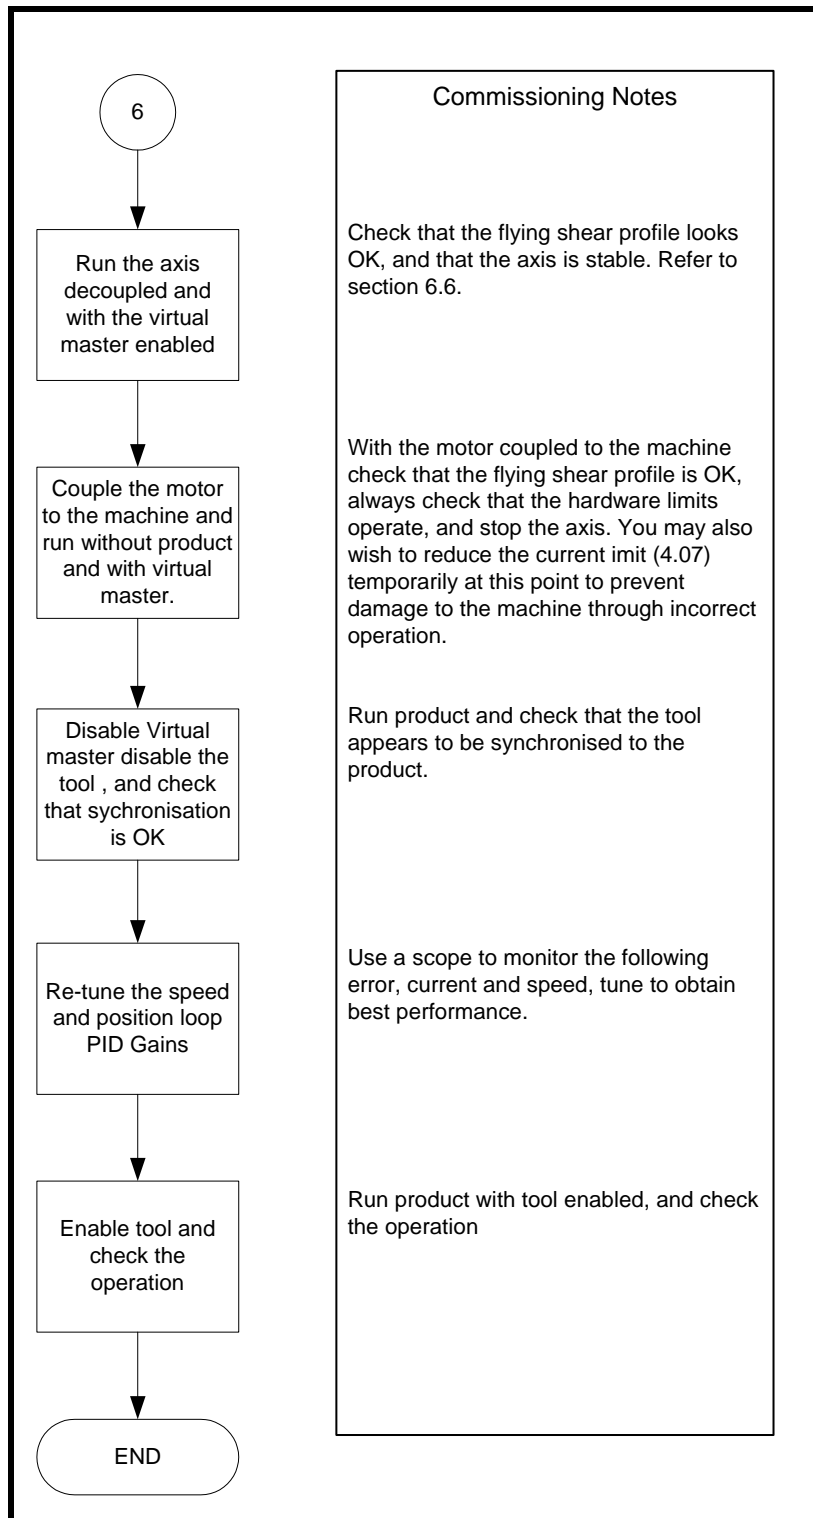 6
Commissioning Notes
Run the axis
decoupled and
with the virtual
master enabled
Check that the flying shear profile looks
OK, and that the axis is stable. Refer to
section 6.6.
Couple the motor
to the machine and
run without product
and with virtual
master.
With the motor coupled to the machine
check that the flying shear profile is OK,
always check that the hardware limits
operate, and stop the axis. You may also
wish to reduce the current imit (4.07)
temporarily at this point to prevent
damage to the machine through incorrect
operation.
Disable Virtual
master disable the
tool , and check
that sychronisation
is OK
Run product and check that the tool
appears to be synchronised to the
product.
Re-tune the speed
and position loop
PID Gains
Use a scope to monitor the following
error, current and speed, tune to obtain
best performance.
Enable tool and
check the
operation
Run product with tool enabled, and check
the operation
END